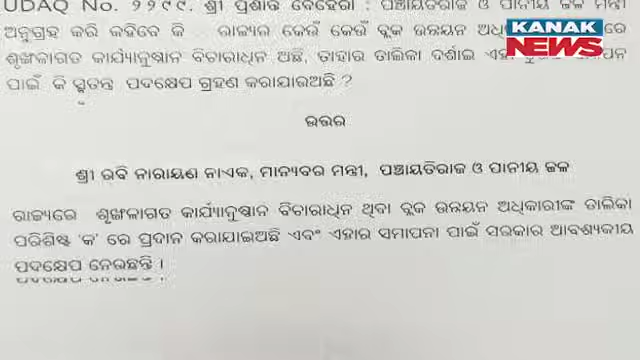 UDAQ No. ୨୨୯୯. ଶ୍ରୀ ପ୍ରଶାନ୍ତ ବେହେରା : ପଞ୍ଚାୟତିରାଜ ଓ ପାନୀୟ ଜଳ ମନ୍ତ୍ରୀ
ଅନୁଗ୍ରହ କରି କହିବେ କି ରାଜ୍ୟର କେଉଁ କେଉଁ ବ୍ଲକ ଉନ୍ନୟନ ରେ
KANAK NEWS
ଶୃଙ୍ଖଳାଗତ କାର୍ଯ୍ୟାନୁଷ୍ଠାନ ବିଚାରାଧୀନ ଅଛି, ତାହାର ତାଲିକା ଦର୍ଶାଇ
ପାଇଁ କି ସ୍ବତନ୍ତ୍ର ପଦକ୍ଷେପ ଗ୍ରହଣ କରାଯାଉଅଛି ?
ଉତ୍ତର
ଶ୍ରୀ ରବି ନାରାୟଣ ନାଏକ, ମାନ୍ୟବର ମନ୍ତ୍ରୀ, ପଞ୍ଚାୟତିରାଜ ଓ ପାନୀୟ ଜଳ
ରାଜ୍ୟରେ ଶୃଙ୍ଖଳାଗତ କାର୍ଯ୍ୟାନୁଷ୍ଠାନ ବିଚାରାଧୀନ ଥିବା ବ୍ଲକ ଉନ୍ନୟନ ଅଧିକାରୀଙ୍କ ତାଲିକା
ପରିଶିଷ୍ଟ 'କ' ରେ ପ୍ରଦାନ କରାଯାଇଅଛି ଏବଂ ଏହାର ସମାପନ ପାଇଁ ସରକାର ଆବଶ୍ୟକୀୟ
ପଦକ୍ଷେପ ନେଉଛନ୍ତି ।